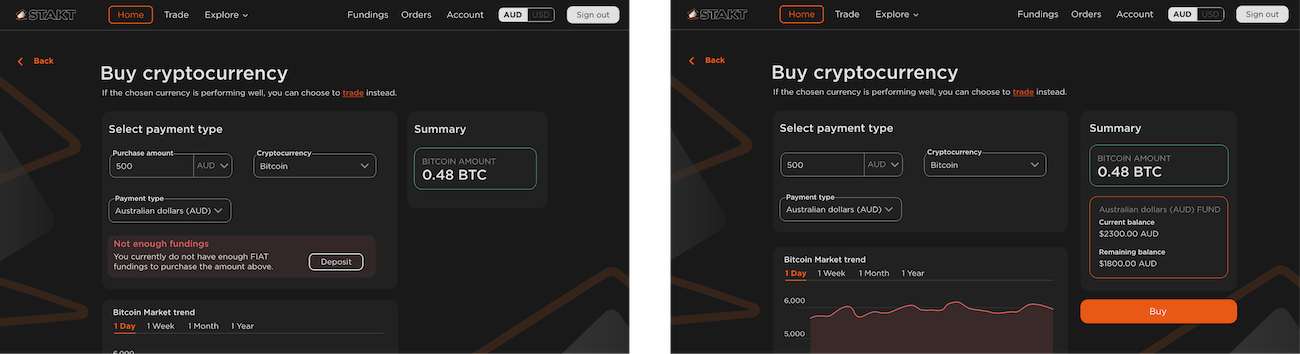 STAKT
Home Trade Explore Fundings Orders Account AUD USD Sign out
Back
Buy cryptocurrency
If the chosen currency is performing well, you can choose to trade instead.
Select payment type
Purchase amount
500 AUD
Cryptocurrency
Bitcoin
Payment type
Australian dollars (AUD)
Not enough fundings
You currently do not have enough FIAT
fundings to purchase the amount above.
Deposit
Summary
BITCOIN AMOUNT
0.48 BTC
Bitcoin Market trend
1 Day 1 Week 1 Month 1 Year
6,000
STAKT
Home Trade Explore Fundings Orders Account AUD USD Sign out
Back
Buy cryptocurrency
If the chosen currency is performing well, you can choose to trade instead.
Select payment type
500 AUD
Cryptocurrency
Bitcoin
Payment type
Australian dollars (AUD)
Summary
BITCOIN AMOUNT
0.48 BTC
Australian dollars (AUD) FUND
Current balance
$2300.00 AUD
Remaining balance
$1800.00 AUD
Buy
Bitcoin Market trend
1 Day 1 Week 1 Month 1 Year
6,000
5,000